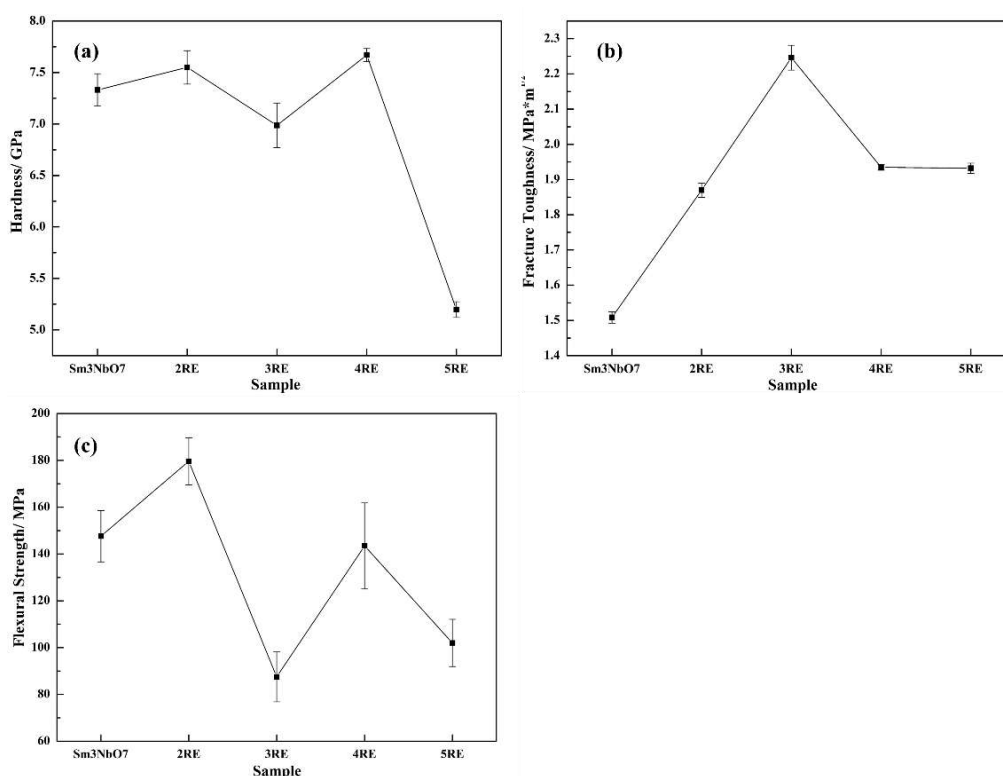 (a)
Hardness/ GPa
8.0
7.5
7.0
6.5
6.0
5.5
5.0
Sm3NbO7 2RE 3RE 4RE 5RE
Sample
(b)
Fracture Toughness/ MPa*m1/2
2.3
2.2
2.1
2.0
1.9
1.8
1.7
1.6
1.5
1.4
Sm3NbO7 2RE 3RE 4RE 5RE
Sample
(c)
Flexural Strength/ MPa
200
180
160
140
120
100
80
60
Sm3NbO7 2RE 3RE 4RE 5RE
Sample